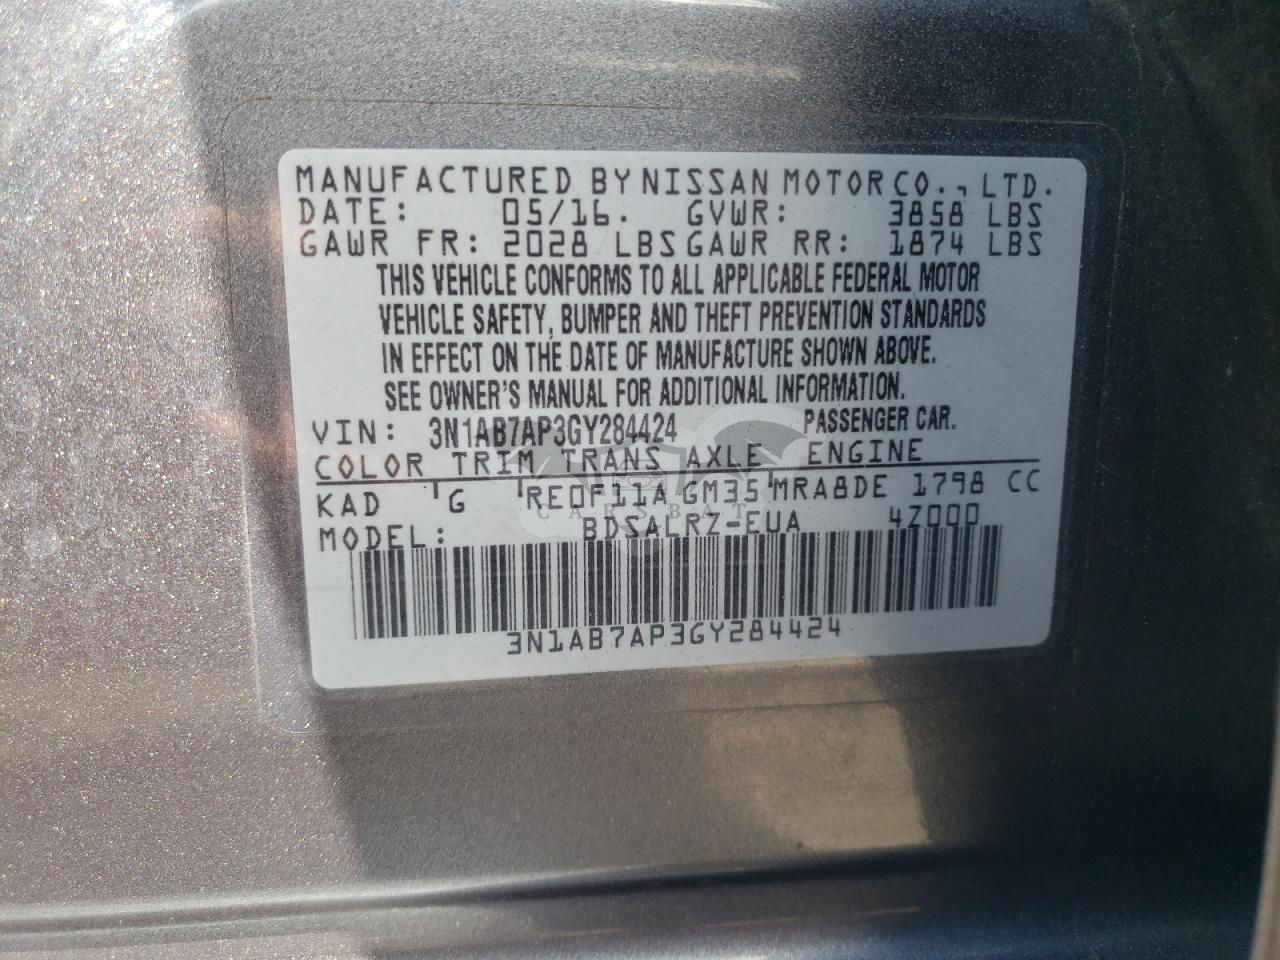 MANUFACTURED BY NISSAN MOTOR CO., LTD.
DATE: 05/16. GVWR: 3858 LBS
GAWR FR: 2028 LBS GAWR RR: 1874 LBS
THIS VEHICLE CONFORMS TO ALL APPLICABLE FEDERAL MOTOR
VEHICLE SAFETY, BUMPER AND THEFT PREVENTION STANDARDS
IN EFFECT ON THE DATE OF MANUFACTURE SHOWN ABOVE.
SEE OWNER'S MANUAL FOR ADDITIONAL INFORMATION.
VIN: 3N1AB7AP3GY284424 PASSENGER CAR.
COLOR TRIM TRANS AXLE ENGINE
KAD G RE0F11A GM35 MRA8DE 1798 CC
CARSBAT
MODEL: BDSALRZ-EUA 4Z000
3N1AB7AP3GY284424